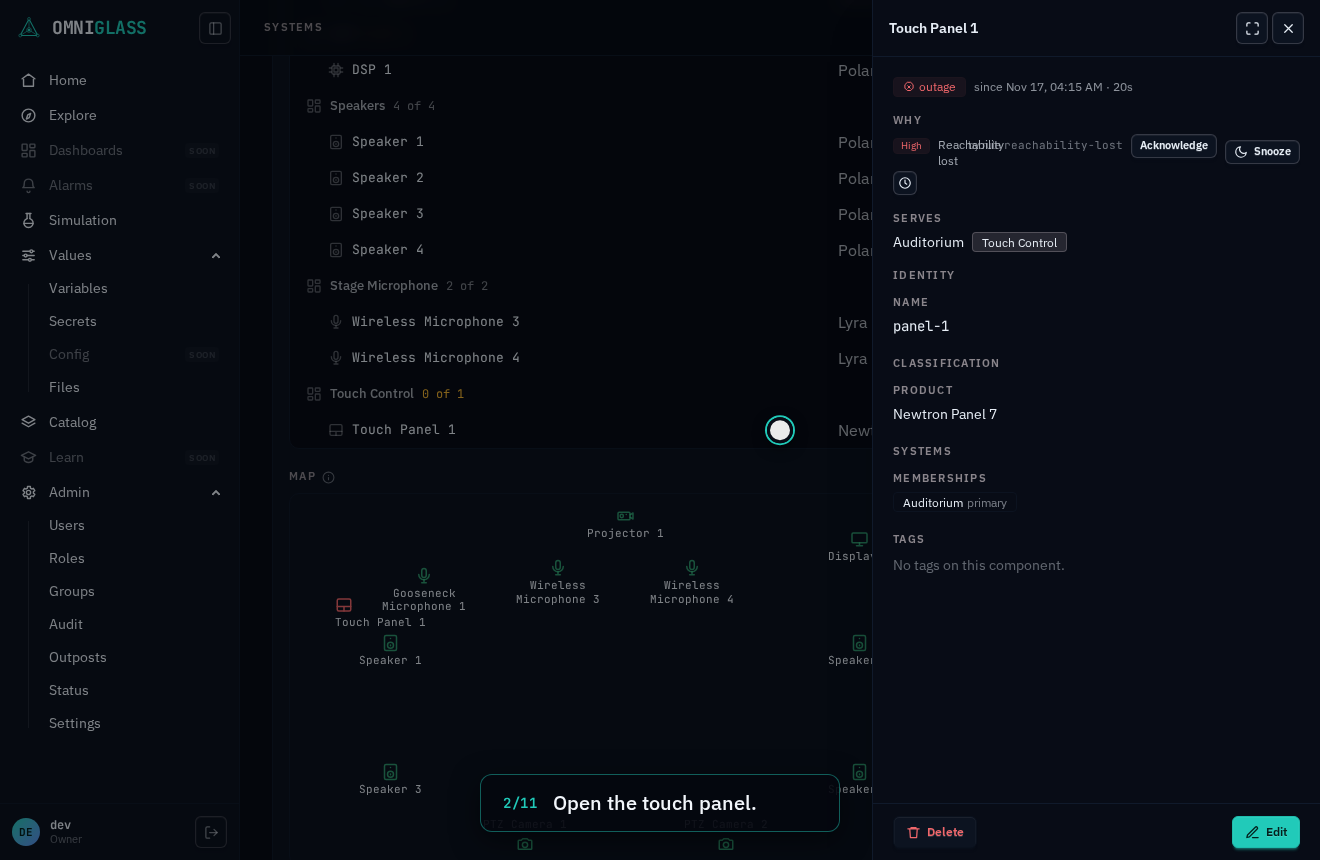 OMNIGLASS
Home
Explore
Dashboards SOON
Alarms SOON
Simulation
Values
Variables
Secrets
Config SOON
Files
Catalog
Learn SOON
Admin
Users
Roles
Groups
Audit
Outposts
Status
Settings
DE dev
Owner
SYSTEMS
DSP 1
Speakers 4 of 4
Speaker 1
Speaker 2
Speaker 3
Speaker 4
Stage Microphone 2 of 2
Wireless Microphone 3
Lyra
Wireless Microphone 4
Lyra
Touch Control 0 of 1
Touch Panel 1
MAP
Projector 1
Gooseneck
Microphone 1
Wireless
Microphone 3
Wireless
Microphone 4
Touch Panel 1
Speaker 1
Speaker 3
2/11 Open the touch panel.
Touch Panel 1
outage since Nov 17, 04:15 AM · 20s
WHY
High Reachability
lost
Acknowledge
Snooze
SERVES
Auditorium Touch Control
IDENTITY
NAME
panel-1
CLASSIFICATION
PRODUCT
Newtron Panel 7
SYSTEMS
MEMBERSHIPS
Auditorium primary
TAGS
No tags on this component.
Delete
Edit